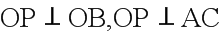 OP ⊥ OB,OP ⊥ AC